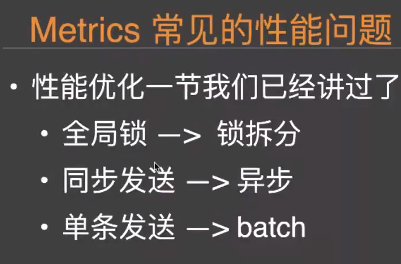 Metrics 常见的性能问题
• 性能优化一节我们已经讲过了
• 全局锁 —> 锁拆分
• 同步发送 —> 异步
• 单条发送 —> batch